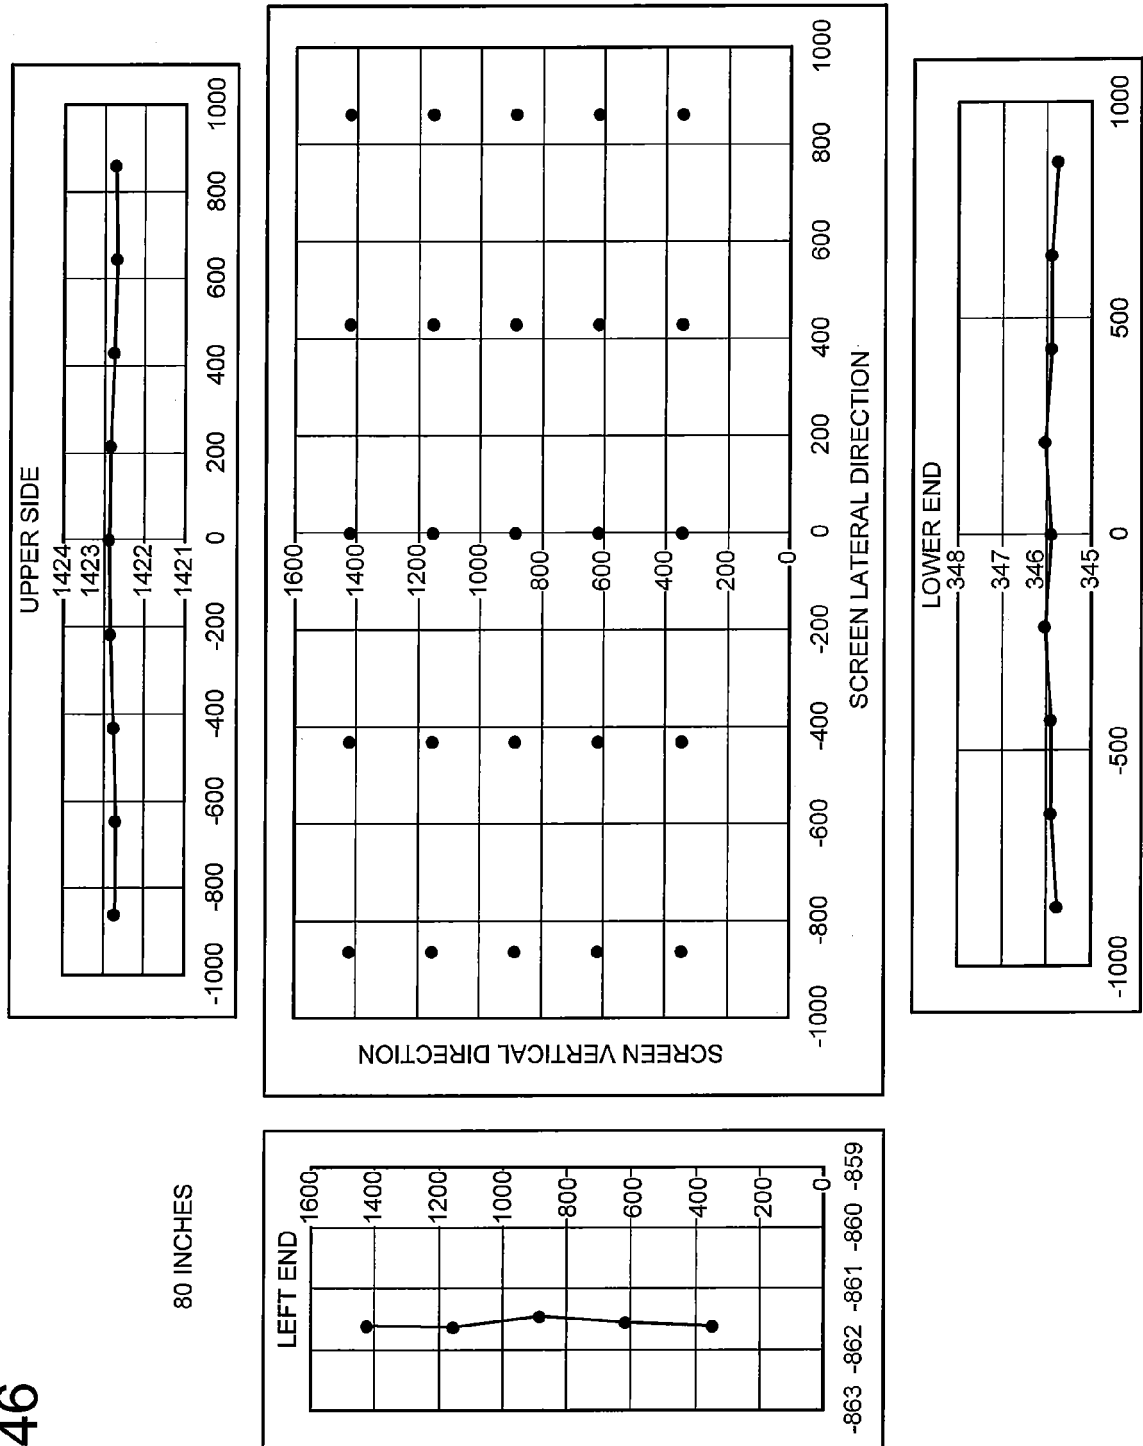 46
80 INCHES
UPPER SIDE
1424
1423
1422
1421
-1000 -800 -600 -400 -200 0 200 400 600 800 1000
LEFT END
1600
1400
1200
1000
800
600
400
200
0
-863 -862 -861 -860 -859
SCREEN VERTICAL DIRECTION
1600
1400
1200
1000
800
600
400
200
0
-1000 -800 -600 -400 -200 0 200 400 600 800 1000
SCREEN LATERAL DIRECTION
LOWER END
348
347
346
345
-1000 -500 0 500 1000